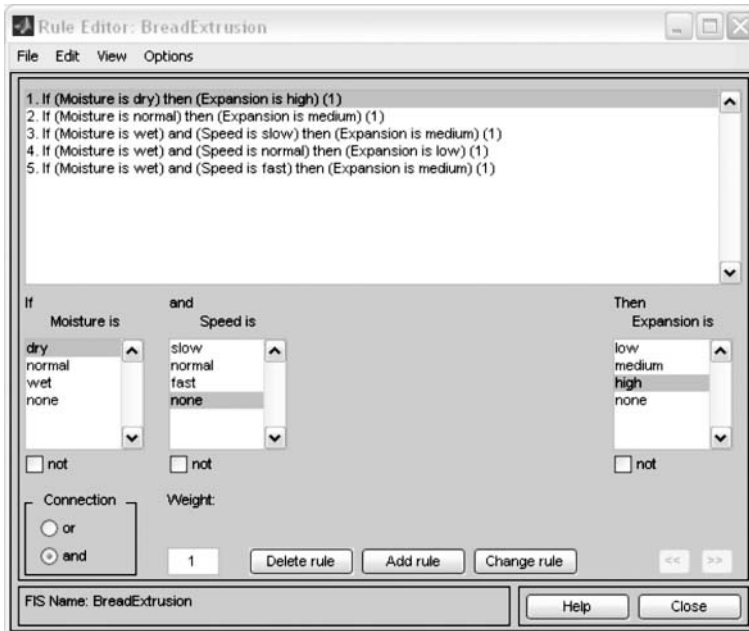 Rule Editor: BreadExtrusion
File Edit View Options
1. If (Moisture is dry) then (Expansion is high) (1)
2. If (Moisture is normal) then (Expansion is medium) (1)
3. If (Moisture is wet) and (Speed is slow) then (Expansion is medium) (1)
4. If (Moisture is wet) and (Speed is normal) then (Expansion is low) (1)
5. If (Moisture is wet) and (Speed is fast) then (Expansion is medium) (1)
If and Then
Moisture is Speed is Expansion is
dry slow low
normal normal medium
wet fast high
none none none
not not not
Connection Weight:
or
and 1 Delete rule Add rule Change rule << >>
FIS Name: BreadExtrusion Help Close